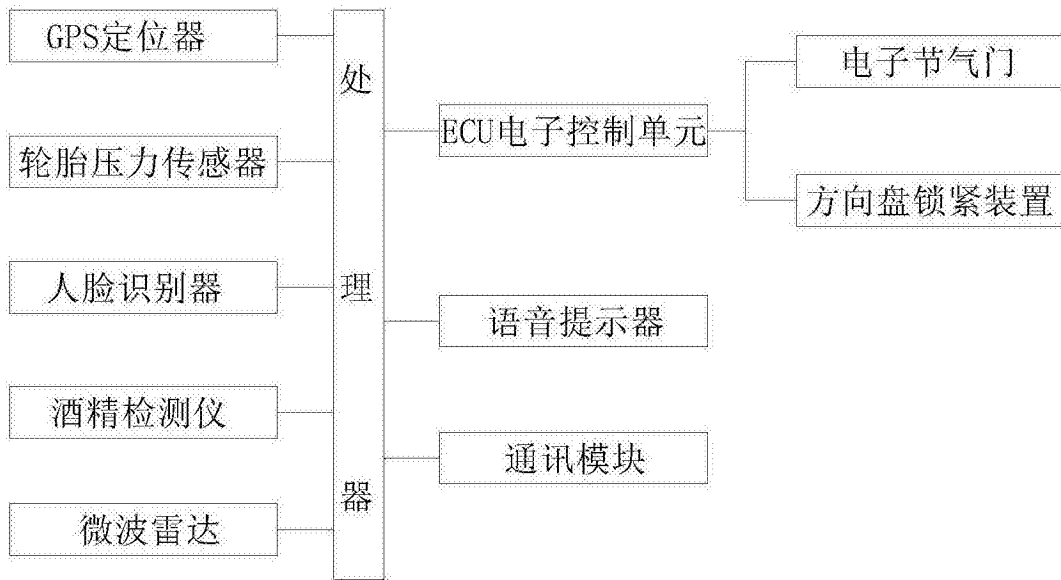 GPS定位器
轮胎压力传感器
人脸识别器
酒精检测仪
微波雷达
处
理
器
ECU电子控制单元
语音提示器
通讯模块
电子节气门
方向盘锁紧装置